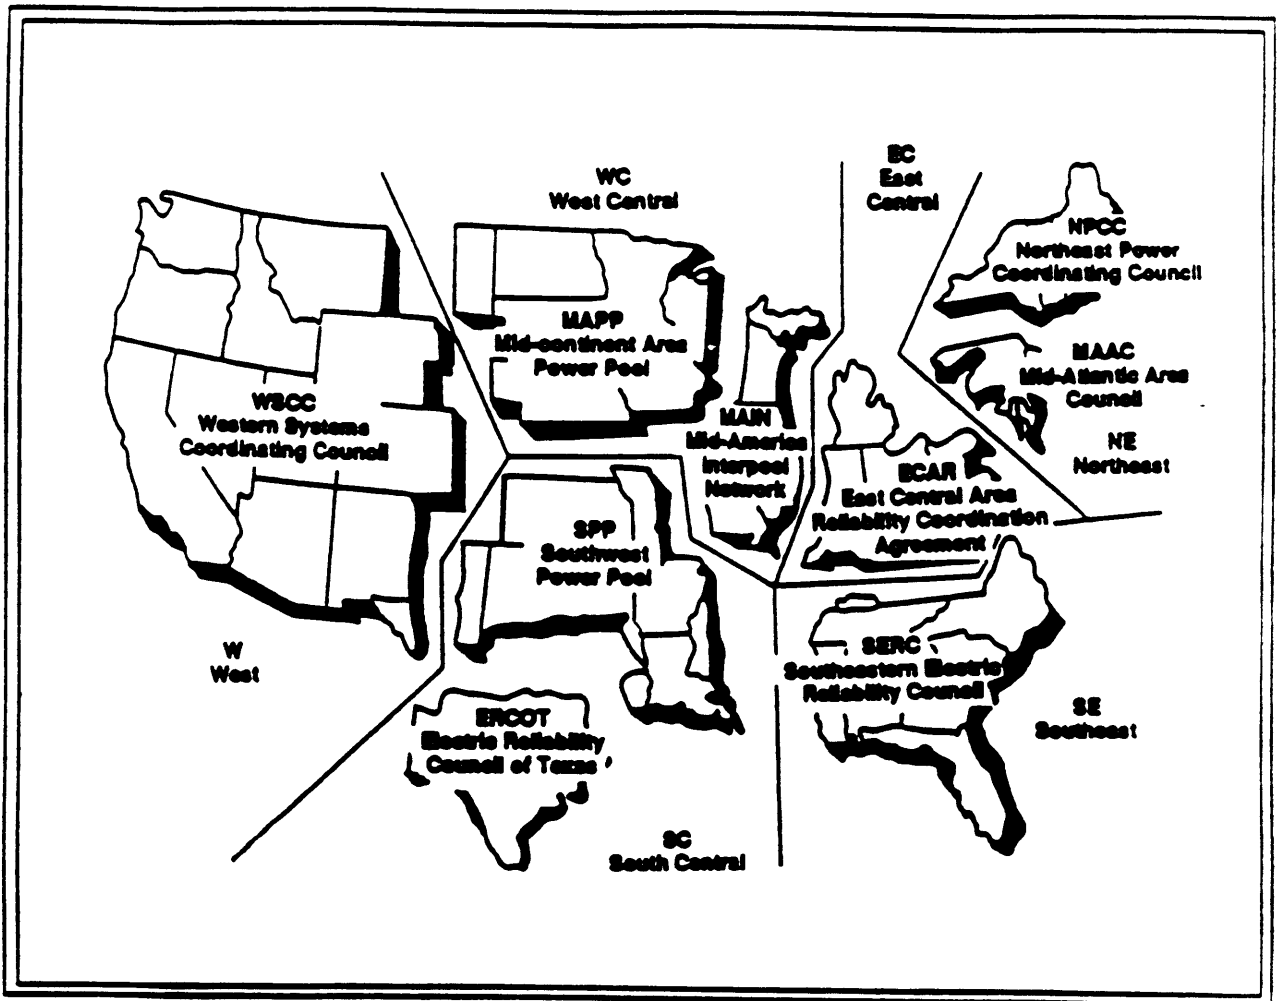 WC
West Central
EC
East
Central
NPCC
Northeast Power
Coordinating Council
MAPP
Mid-continent Area
Power Pool
MAAC
Mid-Atlantic Area
Council
WSCC
Western Systems
Coordinating Council
MAIN
Mid-America
Interpool
Network
NE
Northeast
ECAR
East Central Area
Reliability Coordination
Agreement
SPP
Southwest
Power Pool
W
West
SERC
Southeastern Electric
Reliability Council
SE
Southeast
ERCOT
Electric Reliability
Council of Texas
SC
South Central